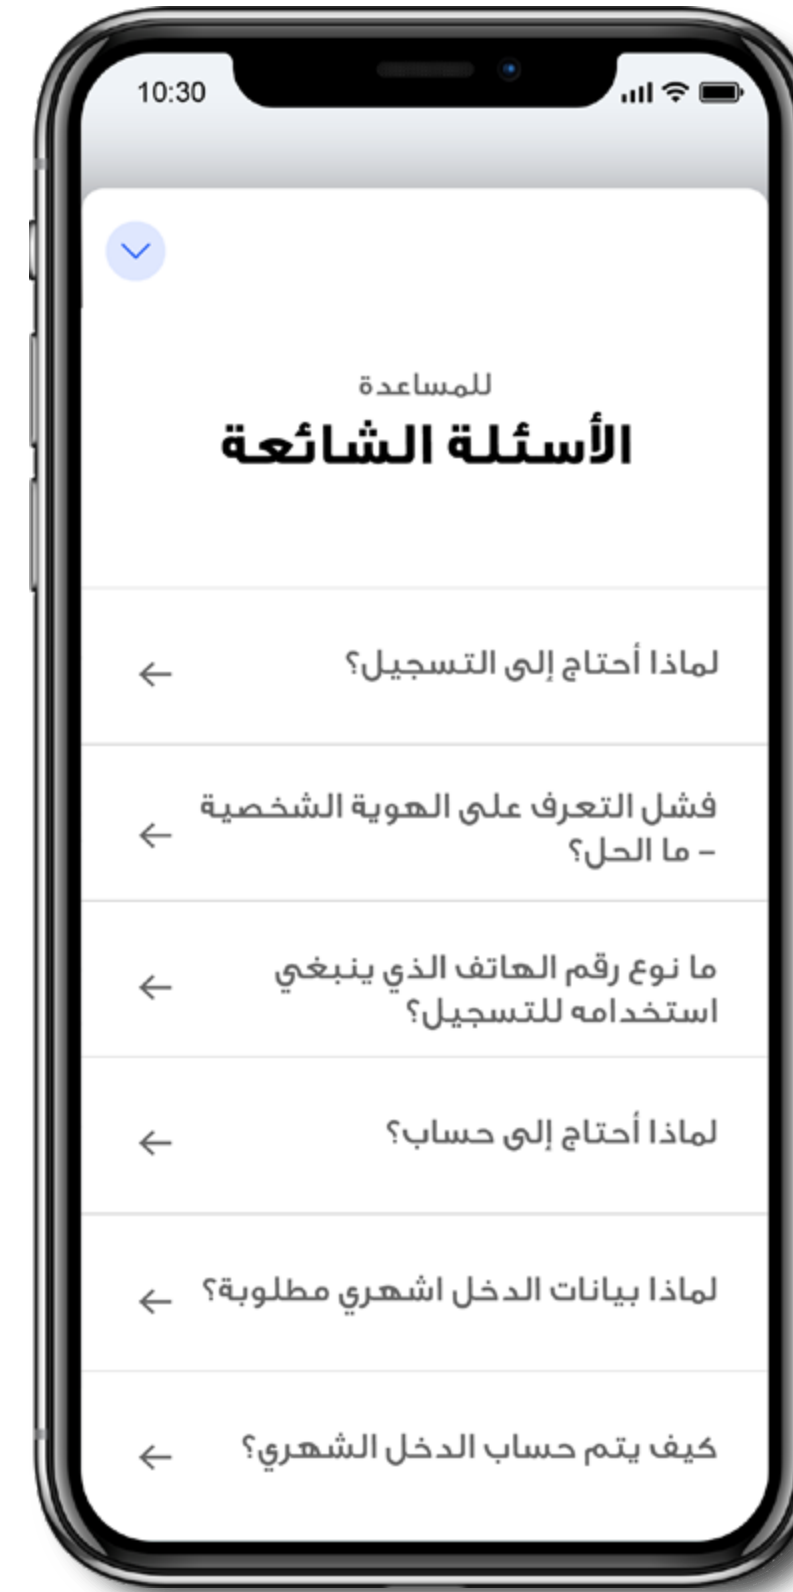 10:30
للمساعدة
الأسئلة الشائعة
لماذا أحتاج إلى التسجيل؟
فشل التعرف على الهوية الشخصية
– ما الحل؟
ما نوع رقم الهاتف الذي ينبغي
استخدامه للتسجيل؟
لماذا أحتاج إلى حساب؟
لماذا بيانات الدخل اشهري مطلوبة؟
كيف يتم حساب الدخل الشهري؟